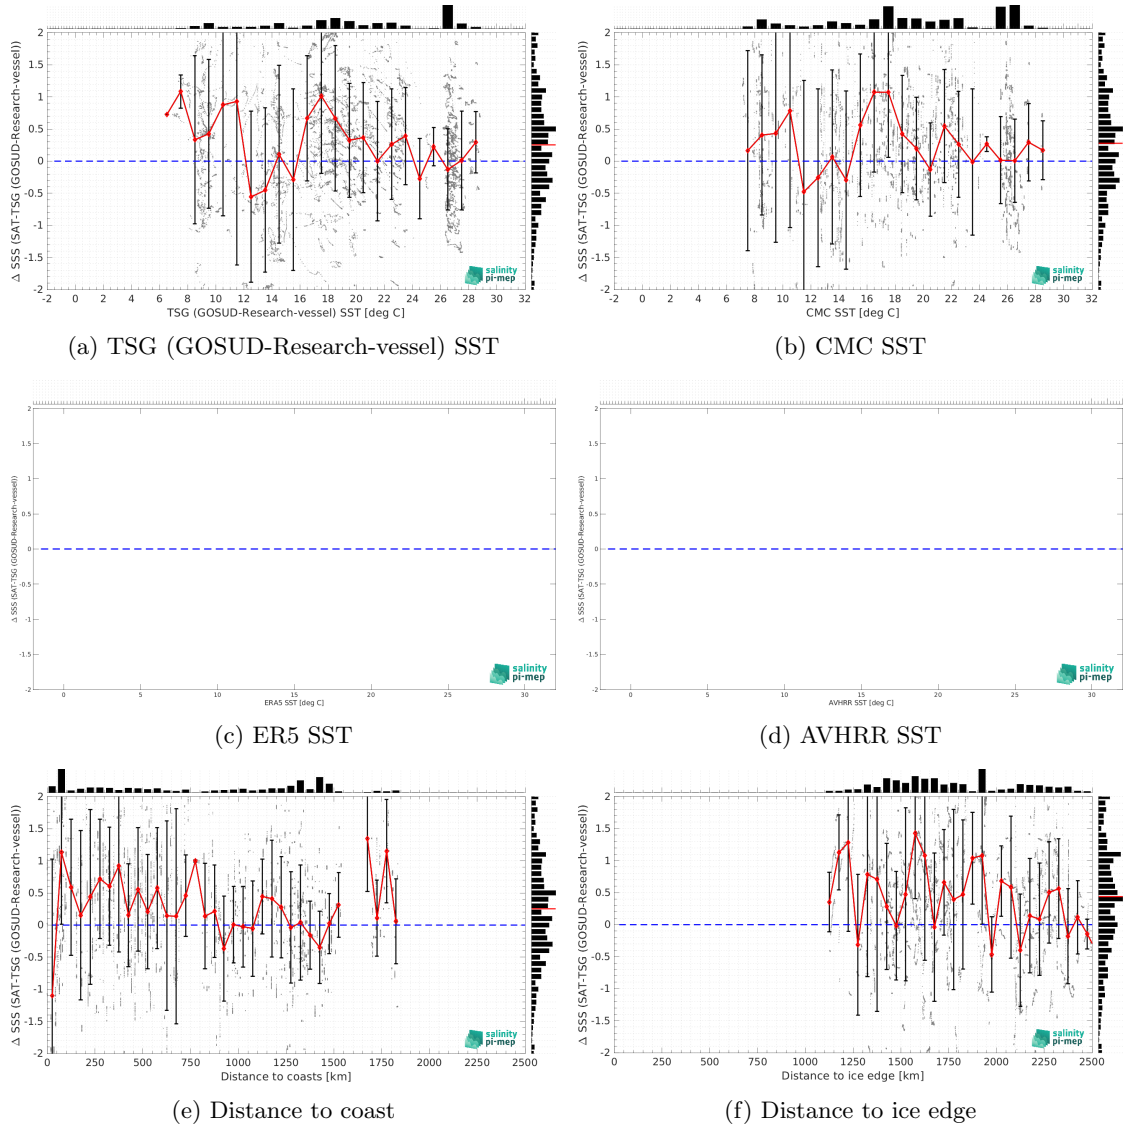 Δ SSS (SAT-TSG (GOSUD-Research-vessel))
2
1.5
1
0.5
0
-0.5
-1
-1.5
-2
-2 0 2 4 6 8 10 12 14 16 18 20 22 24 26 28 30 32
TSG (GOSUD-Research-vessel) SST [deg C]
salinity
pi-mep
(a) TSG (GOSUD-Research-vessel) SST
Δ SSS (SAT-TSG (GOSUD-Research-vessel))
2
1.5
1
0.5
0
-0.5
-1
-1.5
-2
-2 0 2 4 6 8 10 12 14 16 18 20 22 24 26 28 30 32
CMC SST [deg C]
salinity
pi-mep
(b) CMC SST
Δ SSS (SAT-TSG (GOSUD-Research-vessel))
2
1.5
1
0.5
0
-0.5
-1
-1.5
-2
0 5 10 15 20 25 30
ERA5 SST [deg C]
salinity
pi-mep
(c) ER5 SST
Δ SSS (SAT-TSG (GOSUD-Research-vessel))
2
1.5
1
0.5
0
-0.5
-1
-1.5
-2
0 5 10 15 20 25 30
AVHRR SST [deg C]
salinity
pi-mep
(d) AVHRR SST
Δ SSS (SAT-TSG (GOSUD-Research-vessel))
2
1.5
1
0.5
0
-0.5
-1
-1.5
-2
0 250 500 750 1000 1250 1500 1750 2000 2250 2500
Distance to coasts [km]
salinity
pi-mep
(e) Distance to coast
Δ SSS (SAT-TSG (GOSUD-Research-vessel))
2
1.5
1
0.5
0
-0.5
-1
-1.5
-2
0 250 500 750 1000 1250 1500 1750 2000 2250 2500
Distance to ice edge [km]
salinity
pi-mep
(f) Distance to ice edge